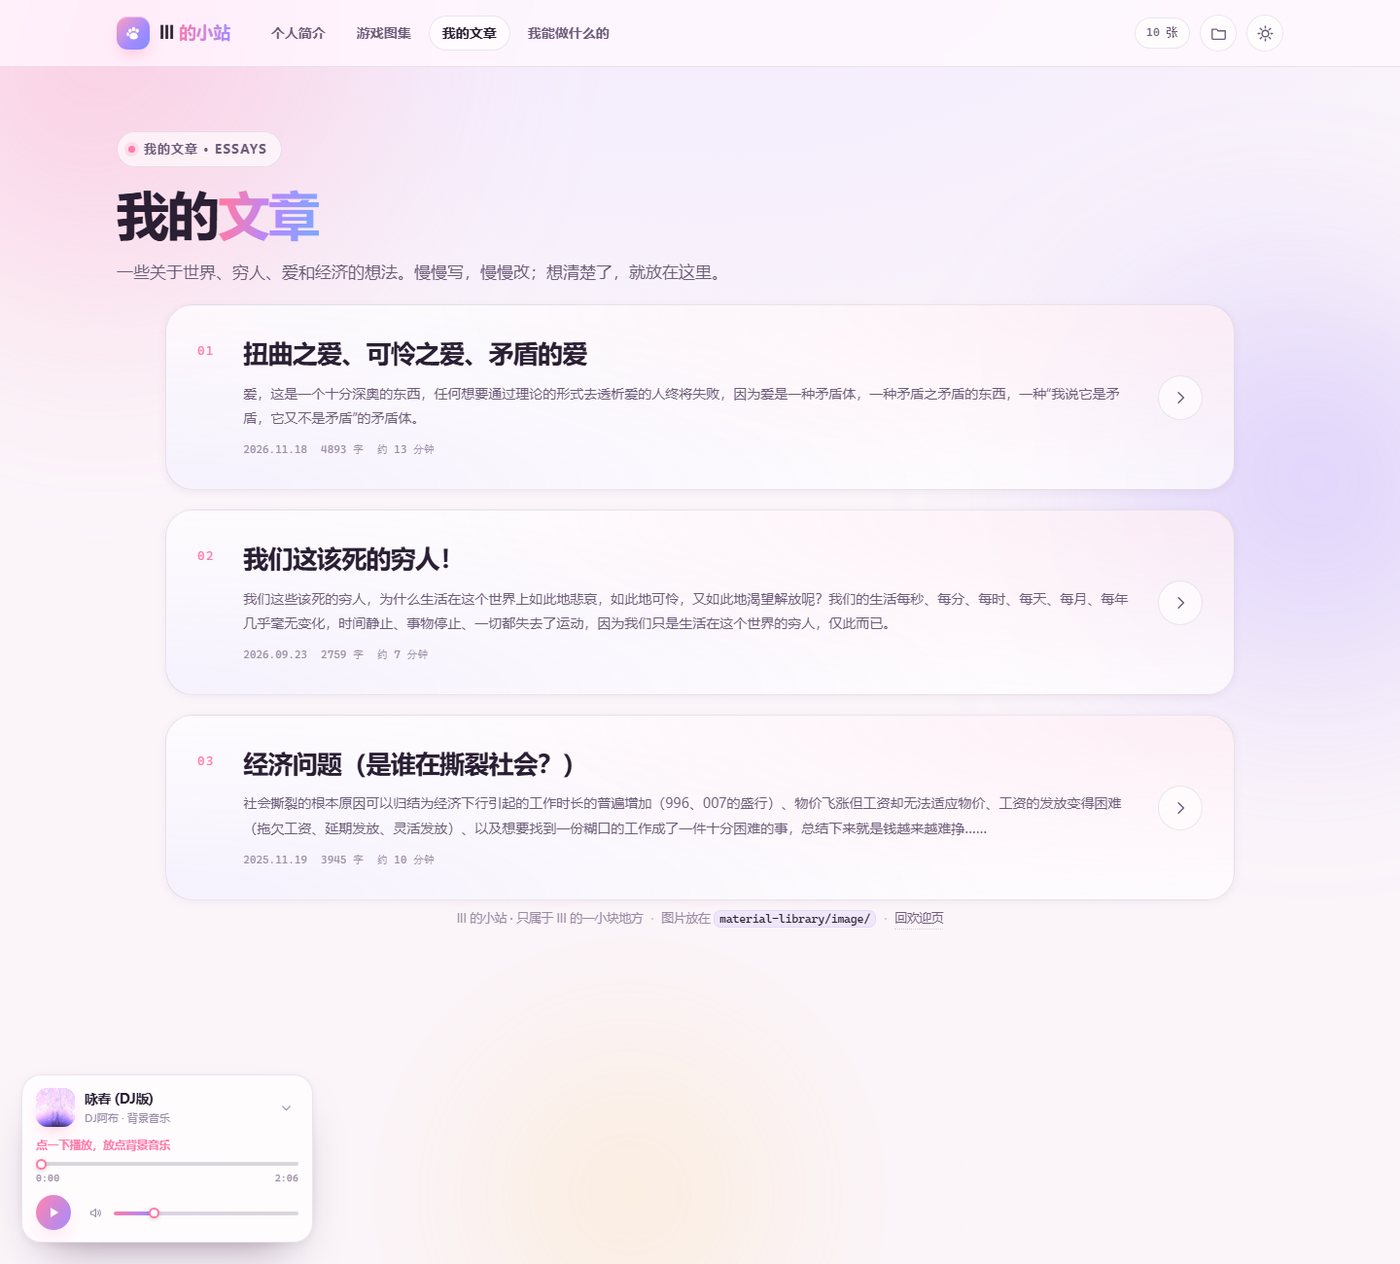 lll 的小站
个人简介
游戏图集
我的文章
我能做什么的
10 张
我的文章 • ESSAYS
我的文章
一些关于世界、穷人、爱和经济的想法。慢慢写，慢慢改；想清楚了，就放在这里。
01
扭曲之爱、可怜之爱、矛盾的爱
爱，这是一个十分深奥的东西，任何想要通过理论的形式去透析爱的人终将失败，因为爱是一种矛盾体，一种矛盾之矛盾的东西，一种“我说它是矛
盾，它又不是矛盾”的矛盾体。
2026.11.18 4893 字 约 13 分钟
02
我们这该死的穷人！
我们这些该死的穷人，为什么生活在这个世界上如此地悲哀，如此地可怜，又如此地渴望解放呢？我们的生活每秒、每分、每时、每天、每月、每年
几乎毫无变化，时间静止、事物停止、一切都失去了运动，因为我们只是生活在这个世界的穷人，仅此而已。
2026.09.23 2759 字 约 7 分钟
03
经济问题（是谁在撕裂社会？）
社会撕裂的根本原因可以归结为经济下行引起的工作时长的普遍增加（996、007的盛行）、物价飞涨但工资却无法适应物价、工资的发放变得困难
（拖欠工资、延期发放、灵活发放）、以及想要找到一份糊口的工作成了一件十分困难的事，总结下来就是钱越来越难挣……
2025.11.19 3945 字 约 10 分钟
lll 的小站 · 只属于 lll 的一小块地方 · 图片放在 material-library/image/ · 回欢迎页
咏春 (DJ版)
DJ阿布 · 背景音乐
点一下播放，放点背景音乐
0:00
2:06